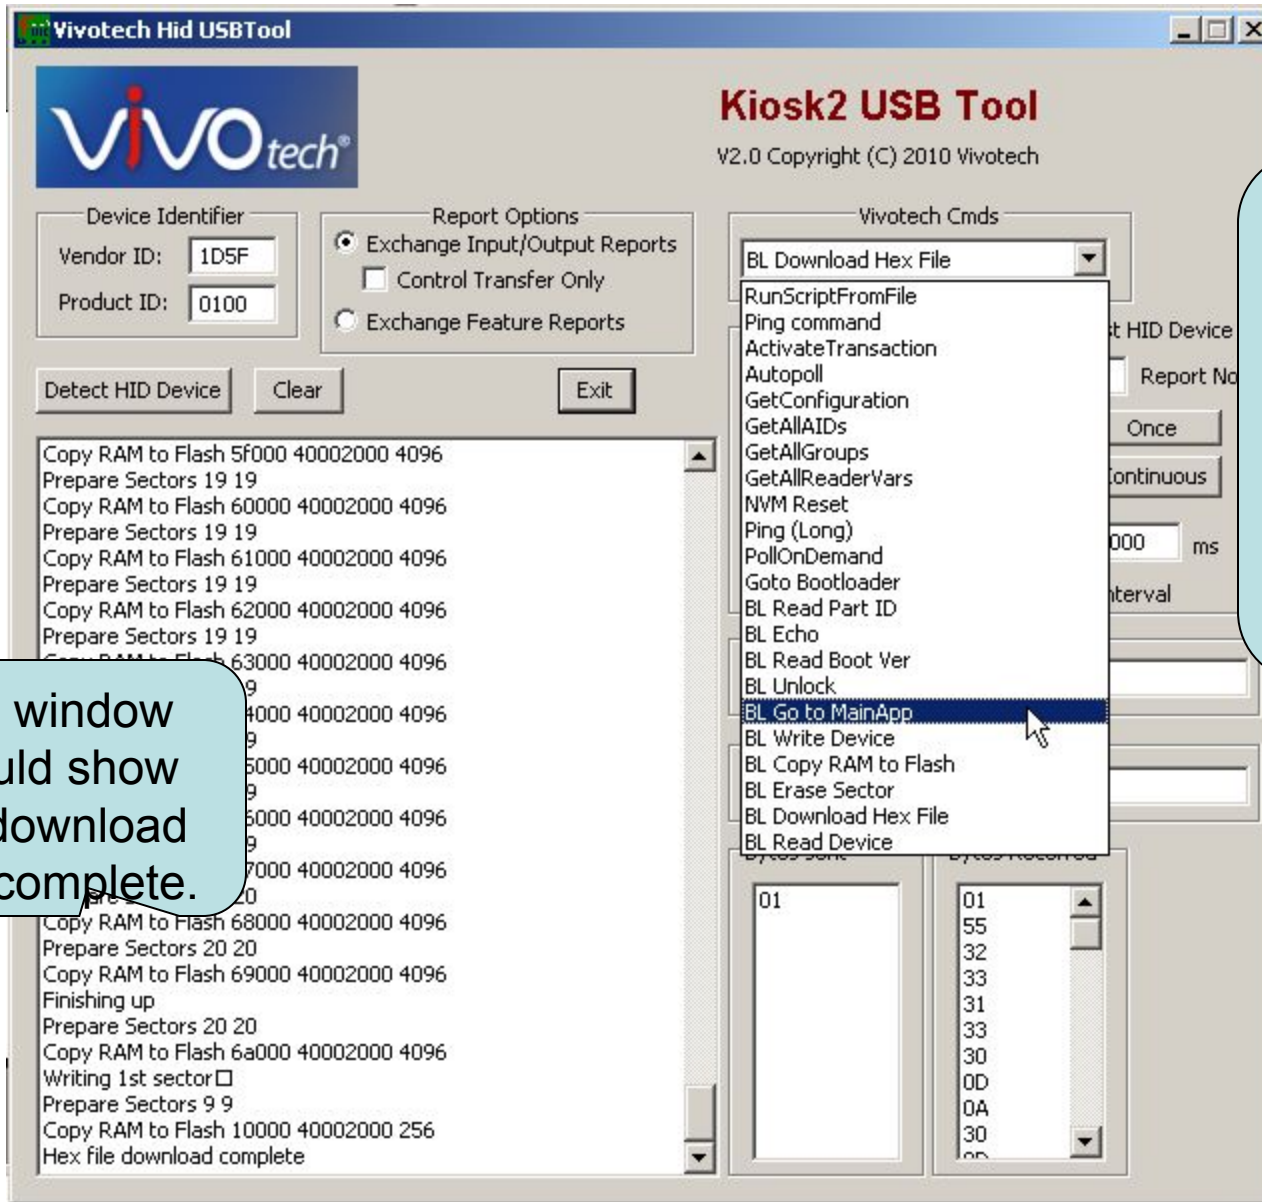 Vivotech Hid USBTool
ViVOtech®
Kiosk2 USB Tool
V2.0 Copyright (C) 2010 Vivotech
Device Identifier
Vendor ID: 1D5F
Product ID: 0100
Report Options
Exchange Input/Output Reports
Control Transfer Only
Exchange Feature Reports
Vivotech Cmds
BL Download Hex File
RunScriptFromFile
Ping command
ActivateTransaction
Autopoll
GetConfiguration
GetAllAIDs
GetAllGroups
GetAllReaderVars
NVM Reset
Ping (Long)
PollOnDemand
Goto Bootloader
BL Read Part ID
BL Echo
BL Read Boot Ver
BL Unlock
BL Go to MainApp
BL Write Device
BL Copy RAM to Flash
BL Erase Sector
BL Download Hex File
BL Read Device
HID Device
Report No
Once
ontinuous
000 ms
nterval
Detect HID Device
Clear
Exit
Copy RAM to Flash 5f000 40002000 4096
Prepare Sectors 19 19
Copy RAM to Flash 60000 40002000 4096
Prepare Sectors 19 19
Copy RAM to Flash 61000 40002000 4096
Prepare Sectors 19 19
Copy RAM to Flash 62000 40002000 4096
Prepare Sectors 19 19
63000 40002000 4096
9
4000 40002000 4096
9
5000 40002000 4096
9
6000 40002000 4096
9
7000 40002000 4096
20
Copy RAM to Flash 68000 40002000 4096
Prepare Sectors 20 20
Copy RAM to Flash 69000 40002000 4096
Finishing up
Prepare Sectors 20 20
Copy RAM to Flash 6a000 40002000 4096
Writing 1st sector□
Prepare Sectors 9 9
Copy RAM to Flash 10000 40002000 256
Hex file download complete
window
uld show
download
complete.
01
01
55
32
33
31
33
30
0D
0A
30